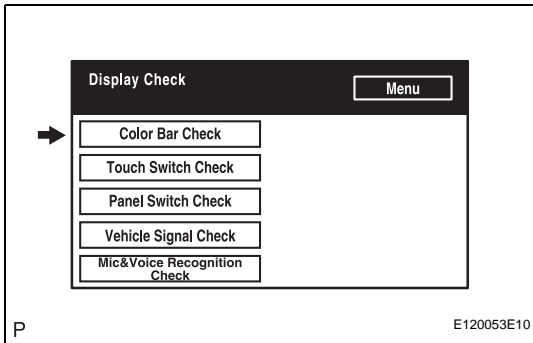 Display Check
Menu
Color Bar Check
Touch Switch Check
Panel Switch Check
Vehicle Signal Check
Mic&Voice Recognition
Check
P
E120053E10